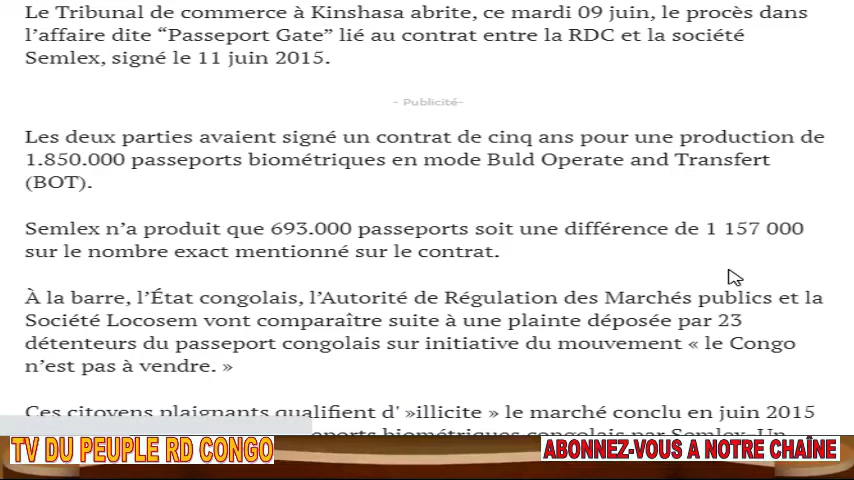 Le Tribunal de commerce à Kinshasa abrite, ce mardi 09 juin, le procès dans
l'affaire dite "Passeport Gate" lié au contrat entre la RDC et la société
Semlex, signé le 11 juin 2015.
- Publicité-
Les deux parties avaient signé un contrat de cinq ans pour une production de
1.850.000 passeports biométriques en mode Buld Operate and Transfert
(BOT).
Semlex n'a produit que 693.000 passeports soit une différence de 1 157 000
sur le nombre exact mentionné sur le contrat.
À la barre, l'État congolais, l'Autorité de Régulation des Marchés publics et la
Société Locosem vont comparaître suite à une plainte déposée par 23
détenteurs du passeport congolais sur initiative du mouvement « le Congo
n'est pas à vendre. »
Ces citoyens plaignants qualifient d' »illicite » le marché conclu en juin 2015
biométriques congolais par Semlex. Un
TV DU PEUPLE RD CONGO
ABONNEZ-VOUS A NOTRE CHAÎNE